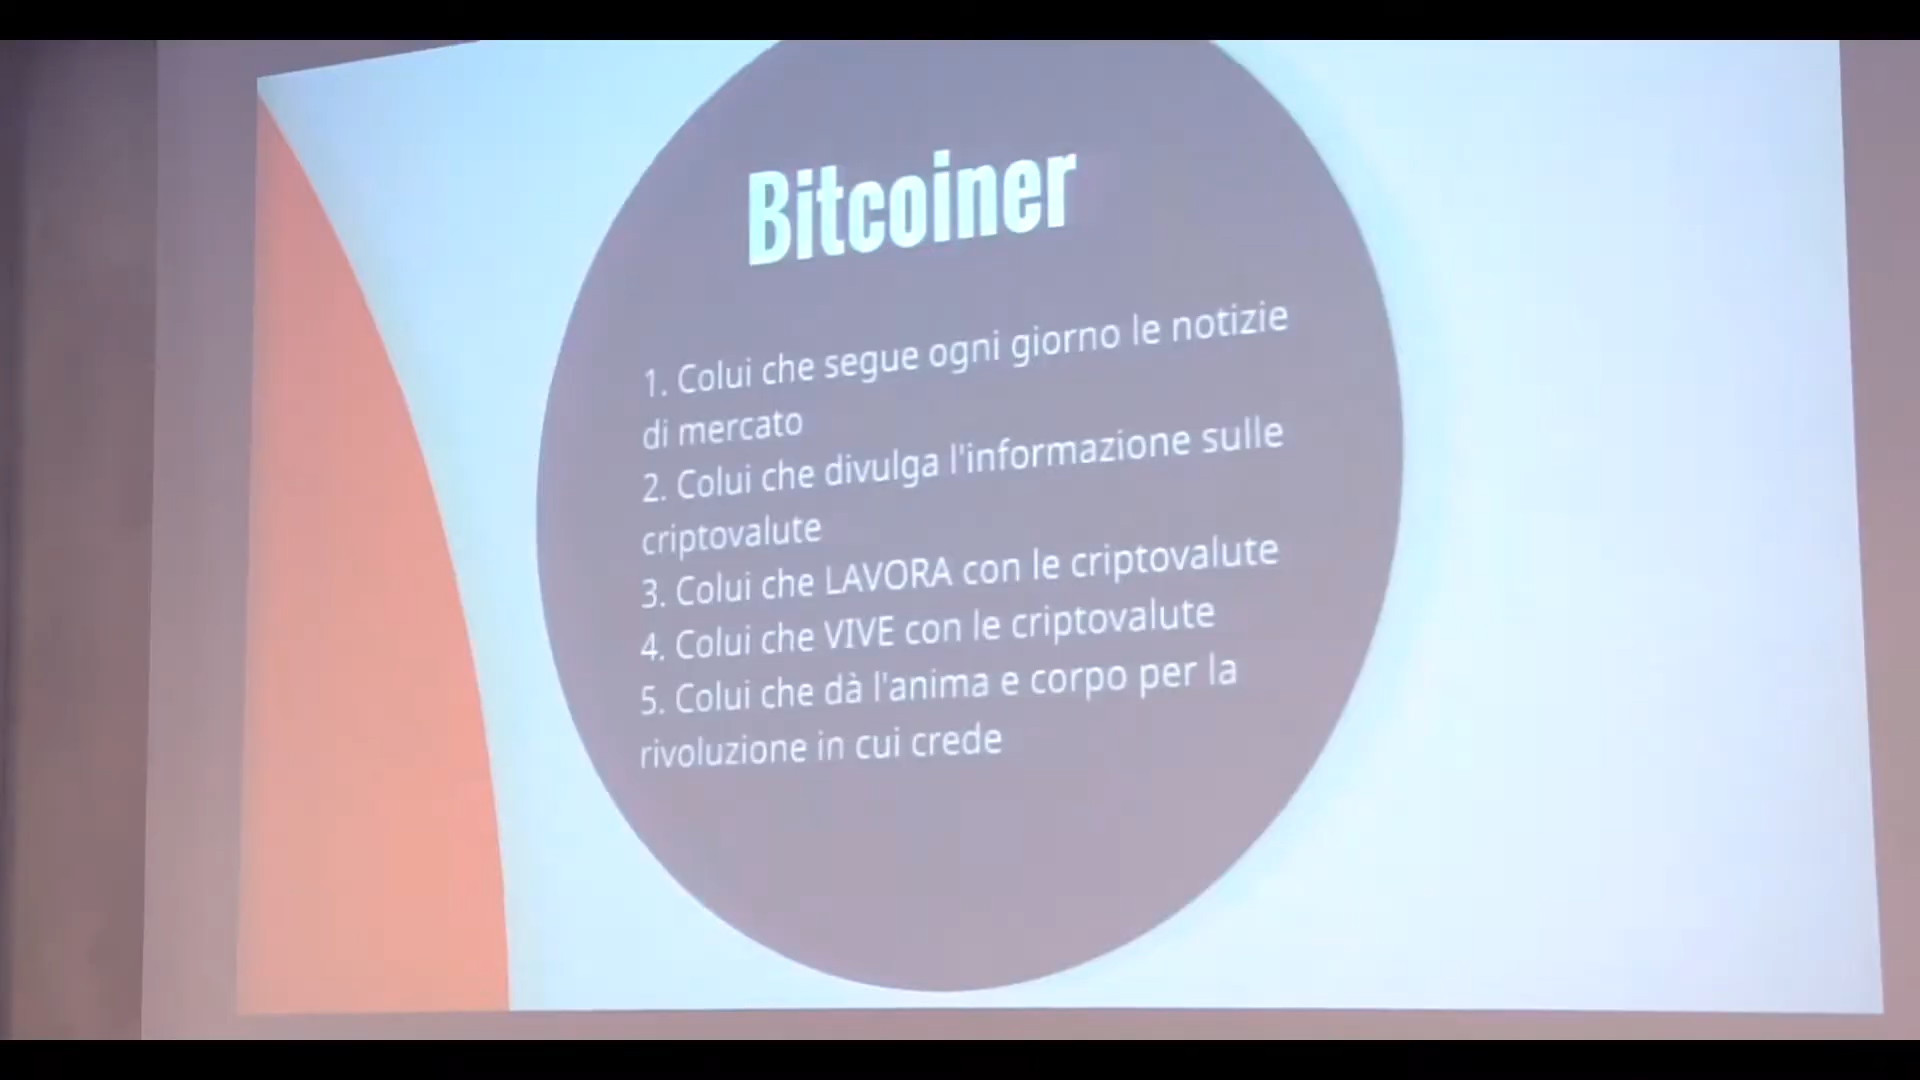 Bitcoiner
1. Colui che segue ogni giorno le notizie
di mercato
2. Colui che divulga l'informazione sulle
criptovalute
3. Colui che LAVORA con le criptovalute
4. Colui che VIVE con le criptovalute
5. Colui che dà l'anima e corpo per la
rivoluzione in cui crede